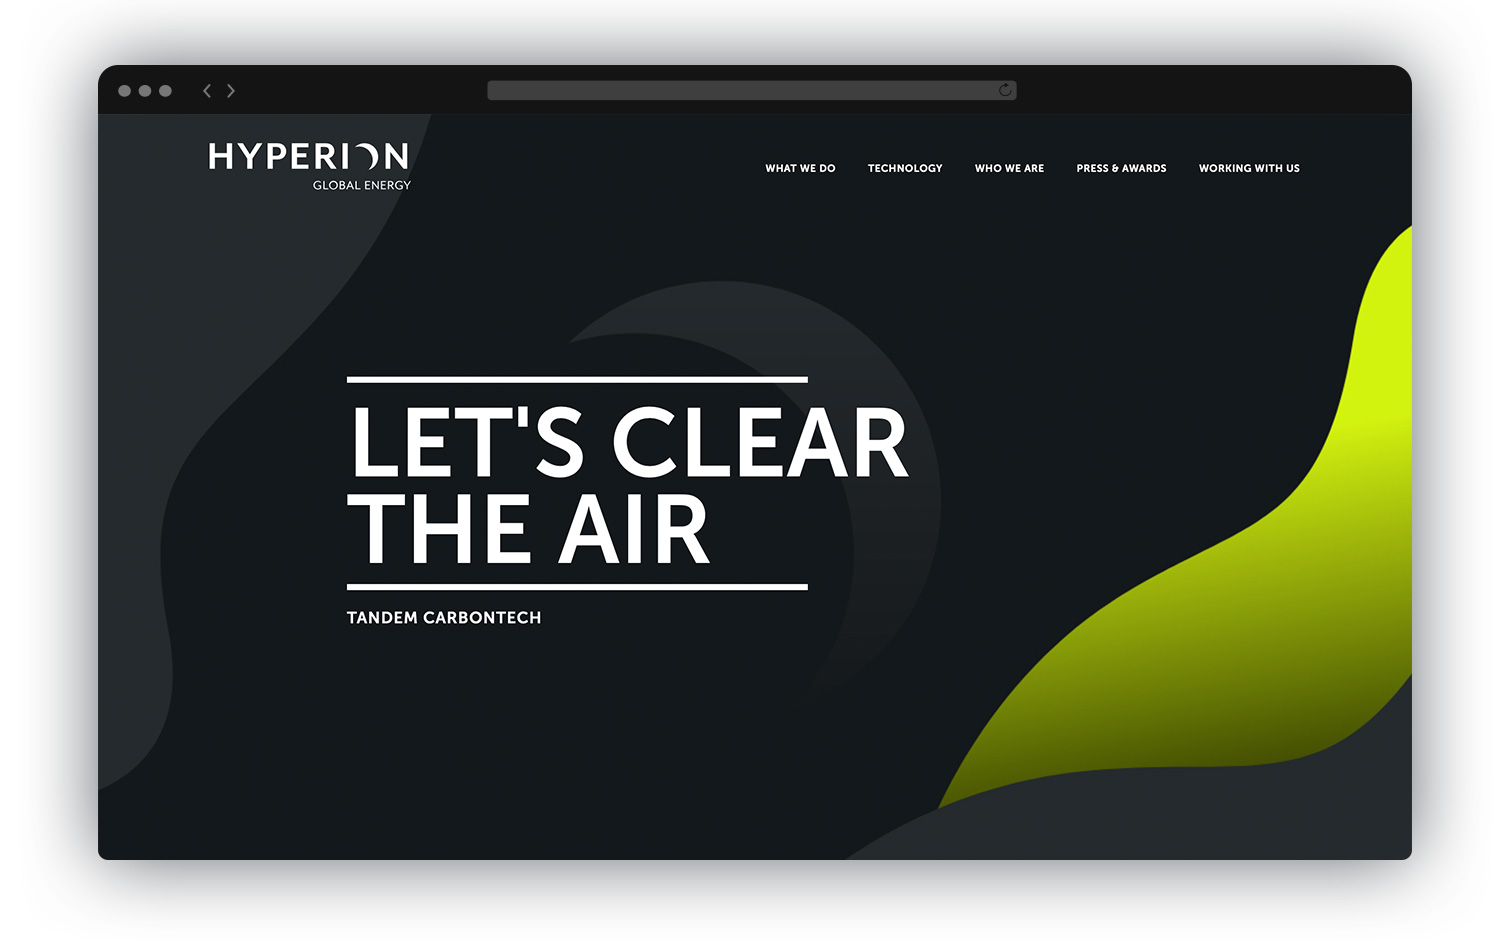 HYPERION
GLOBAL ENERGY
WHAT WE DO TECHNOLOGY WHO WE ARE PRESS & AWARDS WORKING WITH US
LET'S CLEAR
THE AIR
TANDEM CARBONTECH